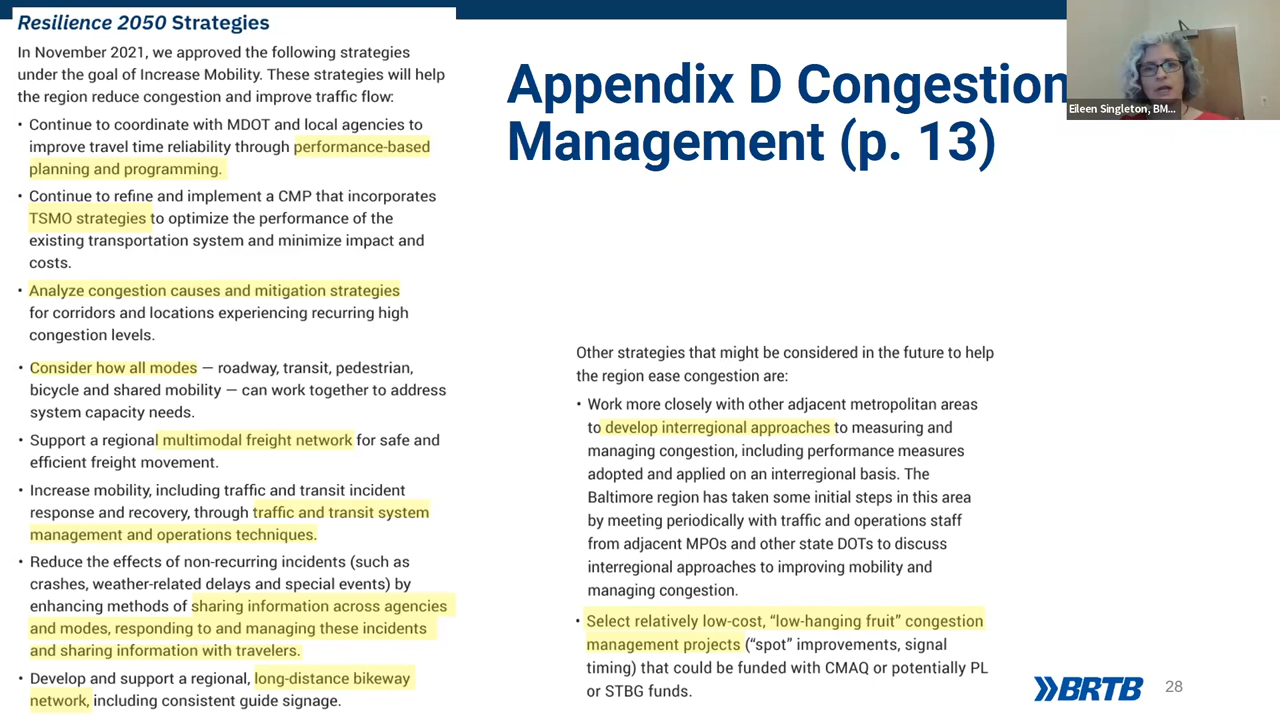 Resilience 2050 Strategies
In November 2021, we approved the following strategies
under the goal of Increase Mobility. These strategies will help
the region reduce congestion and improve traffic flow:
• Continue to coordinate with MDOT and local agencies to
improve travel time reliability through performance-based
planning and programming.
• Continue to refine and implement a CMP that incorporates
TSMO strategies to optimize the performance of the
existing transportation system and minimize impact and
costs.
• Analyze congestion causes and mitigation strategies
for corridors and locations experiencing recurring high
congestion levels.
• Consider how all modes — roadway, transit, pedestrian,
bicycle and shared mobility — can work together to address
system capacity needs.
• Support a regional multimodal freight network for safe and
efficient freight movement.
• Increase mobility, including traffic and transit incident
response and recovery, through traffic and transit system
management and operations techniques.
• Reduce the effects of non-recurring incidents (such as
crashes, weather-related delays and special events) by
enhancing methods of sharing information across agencies
and modes, responding to and managing these incidents
and sharing information with travelers.
• Develop and support a regional, long-distance bikeway
network, including consistent guide signage.
Appendix D Congestion
Management (p. 13)
Eileen Singleton, BM...
Other strategies that might be considered in the future to help
the region ease congestion are:
• Work more closely with other adjacent metropolitan areas
to develop interregional approaches to measuring and
managing congestion, including performance measures
adopted and applied on an interregional basis. The
Baltimore region has taken some initial steps in this area
by meeting periodically with traffic and operations staff
from adjacent MPOs and other state DOTs to discuss
interregional approaches to improving mobility and
managing congestion.
• Select relatively low-cost, “low-hanging fruit” congestion
management projects (“spot” improvements, signal
timing) that could be funded with CMAQ or potentially PL
or STBG funds.
BRTB
28